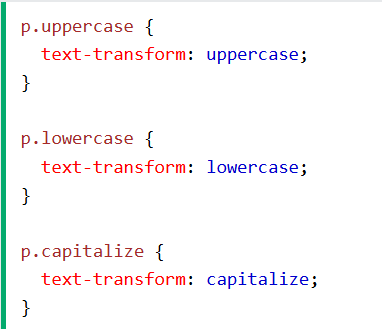 p.uppercase {
  text-transform: uppercase;
}

p.lowercase {
  text-transform: lowercase;
}

p.capitalize {
  text-transform: capitalize;
}